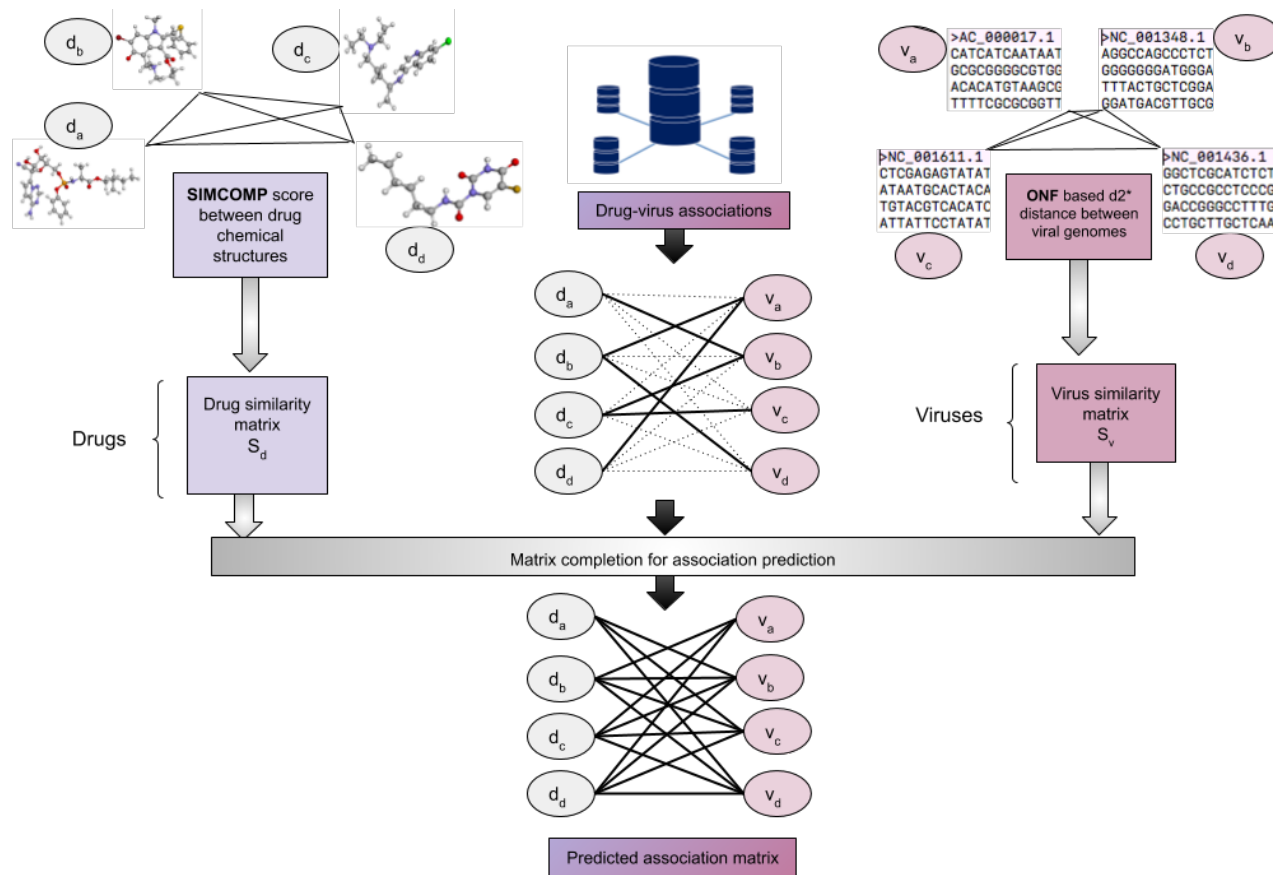 d_b
d_c
d_a
SIMCOMP score
between drug
chemical
structures
d_d
Drug-virus associations
v_a
>AC_000017.1
CATCATCAATAAT
GCGCGGGGCGTGG
ACACATGTAAGCG
TTTTCGCGCGGTT
>NC_001348.1
AGGCCAGCCCTCT
GGGGGGGATGGGA
TTTACTGCTCGGA
GGATGACGTTGCG
v_b
>NC_001611.1
CTCGAGAGTATAT
ATAATGCACTACA
TGTACGTCACATC
ATTATTCCTATAT
v_c
ONF based d2*
distance between
viral genomes
>NC_001436.1
GGCTCGCATCTCT
CTGCCGCCTCCCG
GACCGGGCCTTTG
CCTGCTTGCTCAA
v_d
d_a
d_b
d_c
d_d
v_a
v_b
v_c
v_d
Drugs
Drug similarity
matrix
S_d
Viruses
Virus similarity
matrix
S_v
Matrix completion for association prediction
d_a
d_b
d_c
d_d
v_a
v_b
v_c
v_d
Predicted association matrix